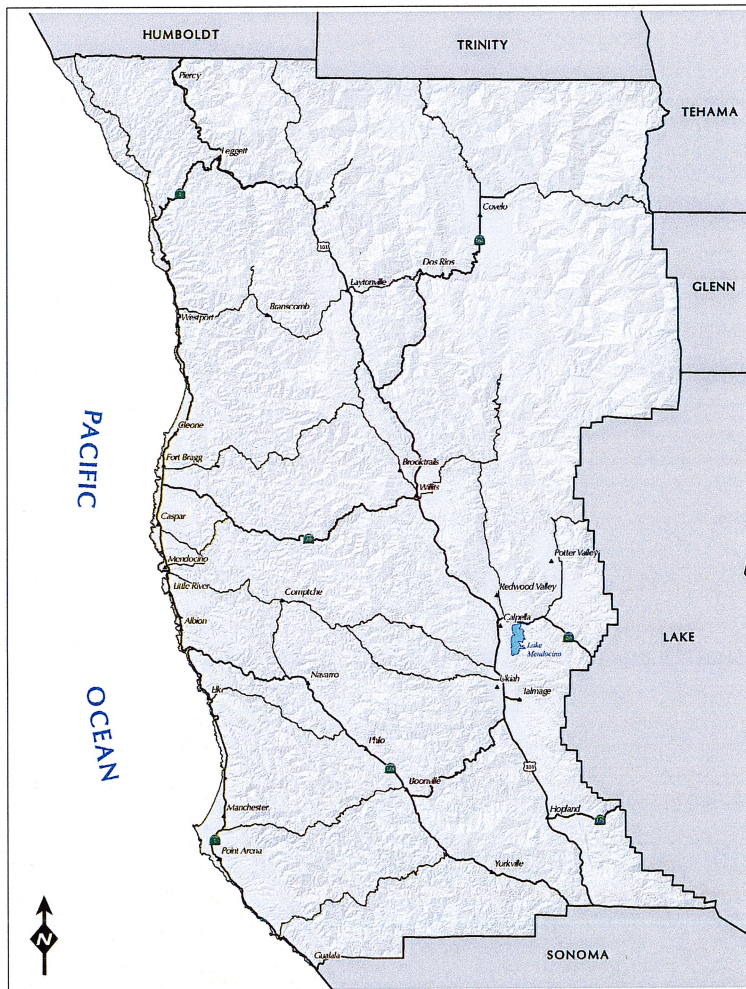 HUMBOLDT
TRINITY
TEHAMA
Piercy
Leggett
1
Covelo
101
Dos Rios
Laytonville
GLENN
Branscomb
Westport
PACIFIC
Cleone
Fort Bragg
Brooktrails
Willits
Caspar
Potter Valley
Mendocino
Redwood Valley
Little River
Comptche
Calpella
Albion
Lake
Mendocino
LAKE
Navarro
Ukiah
Talmage
Elk
OCEAN
Philo
101
Boonville
Manchester
Hopland
Point Arena
Yorkville
N
Gualala
SONOMA